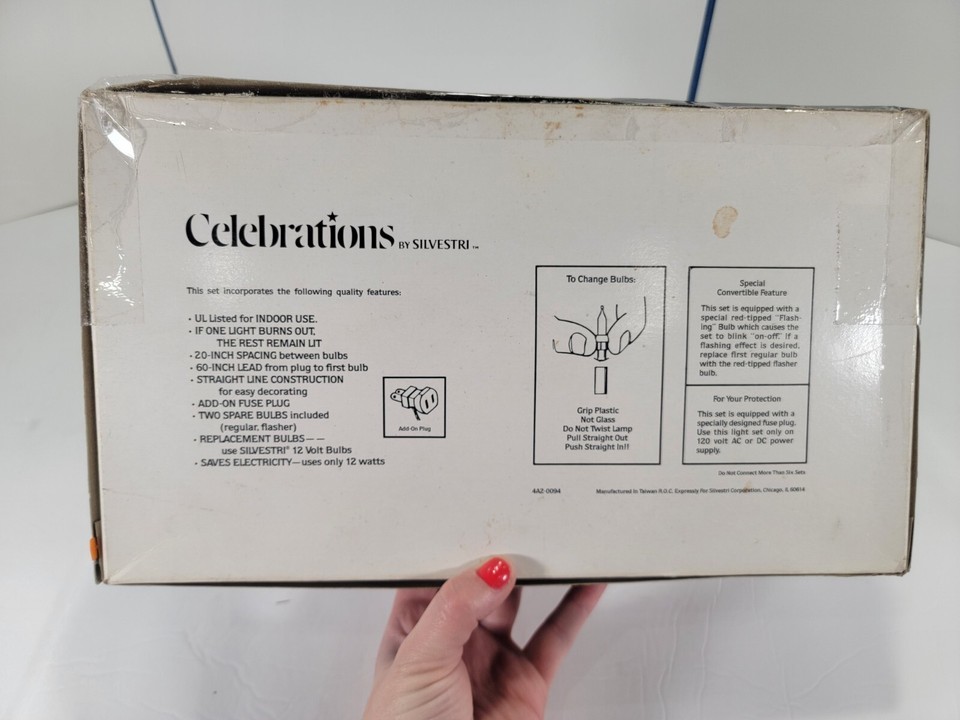 Celebrations BY SILVESTRI ™
This set incorporates the following quality features:
• UL Listed for INDOOR USE.
• IF ONE LIGHT BURNS OUT,
THE REST REMAIN LIT
• 20-INCH SPACING between bulbs
• 60-INCH LEAD from plug to first bulb
• STRAIGHT LINE CONSTRUCTION
for easy decorating
• ADD-ON FUSE PLUG
• TWO SPARE BULBS included
(regular, flasher)
• REPLACEMENT BULBS——
use SILVESTRI® 12 Volt Bulbs
• SAVES ELECTRICITY—uses only 12 watts
Add-On Plug
To Change Bulbs:
Grip Plastic
Not Glass
Do Not Twist Lamp
Pull Straight Out
Push Straight In!!
Special
Convertible Feature
This set is equipped with a
special red-tipped "Flash-
ing" Bulb which causes the
set to blink "on-off." If a
flashing effect is desired,
replace first regular bulb
with the red-tipped flasher
bulb.
For Your Protection
This set is equipped with a
specially designed fuse plug.
Use this light set only on
120 volt AC or DC power
supply.
Do Not Connect More Than Six Sets
4AZ-0094
Manufactured in Taiwan R.O.C. Expressly For Silvestri Corporation, Chicago, IL 60614